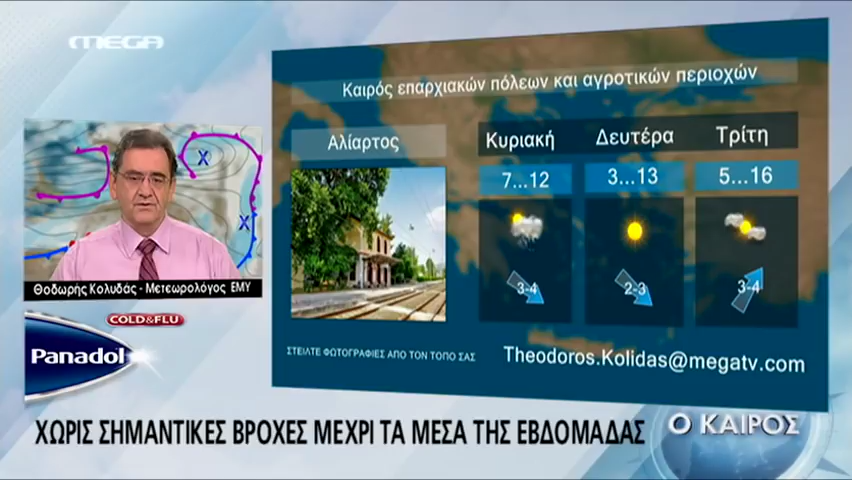 MEGA
Καιρός επαρχιακών πόλεων και αγροτικών περιοχών
Αλίαρτος
Κυριακή Δευτέρα Τρίτη
7...12 3...13 5...16
3-4 2-3 3-4
X
X
Θοδωρής Κολυδάς - Μετεωρολόγος ΕΜΥ
COLD&FLU
Panadol
ΣΤΕΙΛΤΕ ΦΩΤΟΓΡΑΦΙΕΣ ΑΠΟ ΤΟΝ ΤΟΠΟ ΣΑΣ
Theodoros.Kolidas@megatv.com
ΧΩΡΙΣ ΣΗΜΑΝΤΙΚΕΣ ΒΡΟΧΕΣ ΜΕΧΡΙ ΤΑ ΜΕΣΑ ΤΗΣ ΕΒΔΟΜΑΔΑΣ
Ο ΚΑΙΡΟΣ